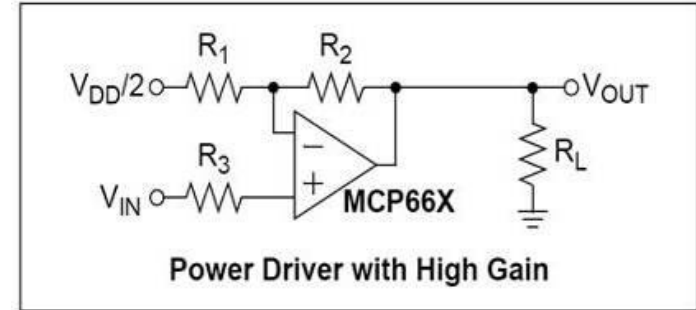 R1 R2
VDD/2 VOUT
R3 RL
VIN
MCP66X
Power Driver with High Gain